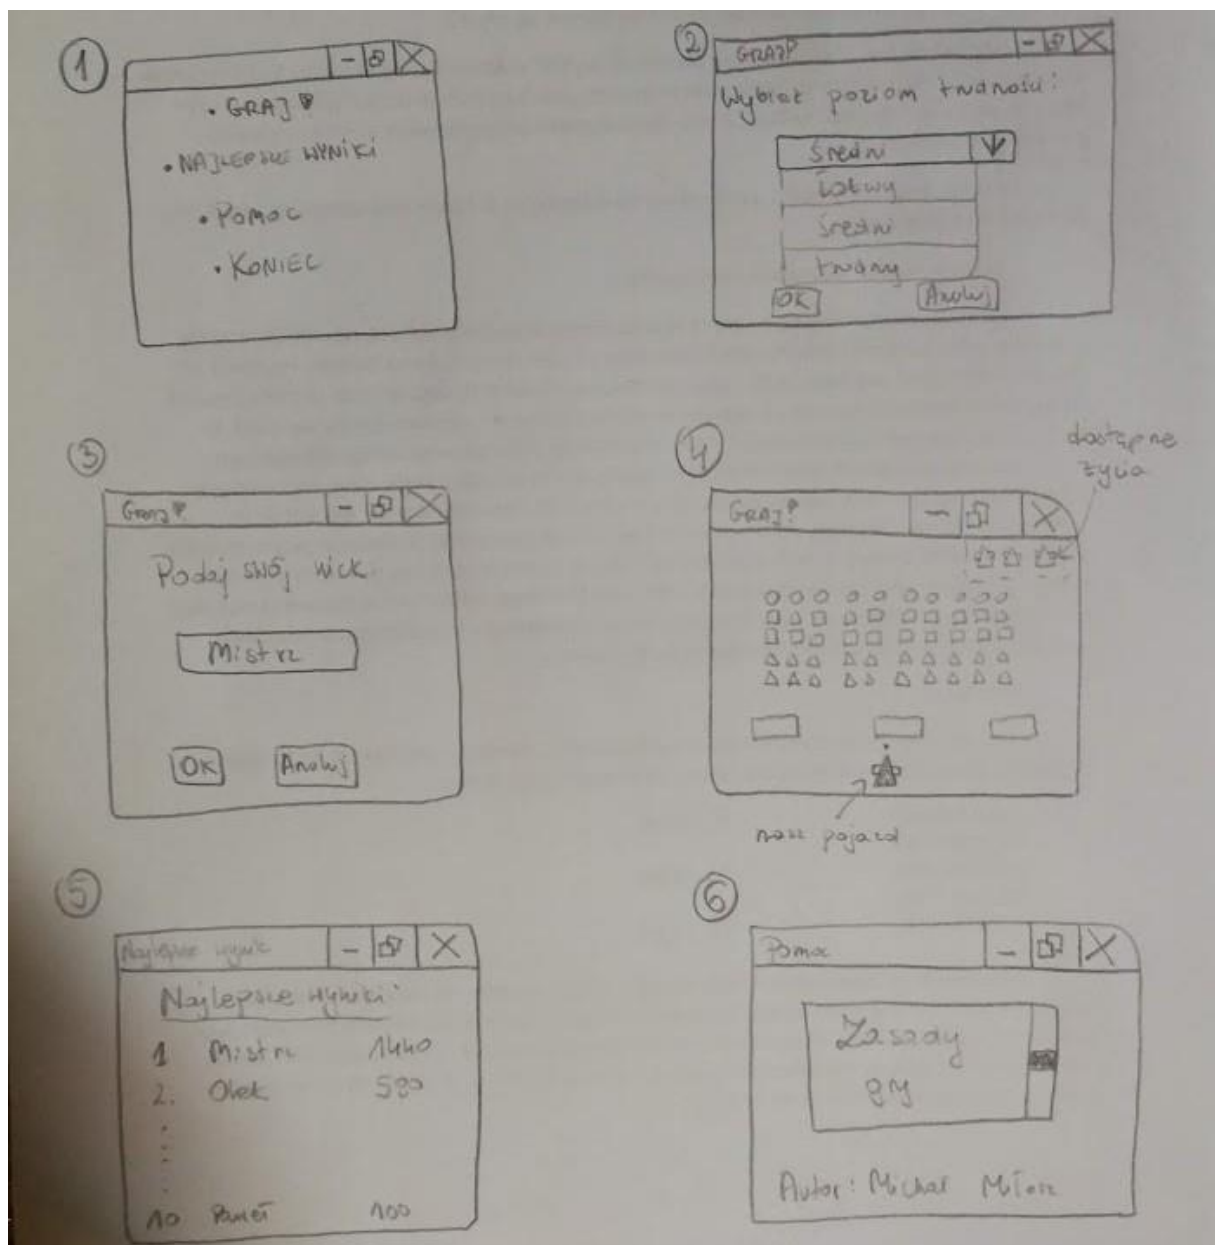 1
• GRAJ!
• NAJLEPSZE WYNIKI
• POMOC
• KONIEC
2
GRAJ!
Wybierz poziom trudności:
Średni
Łatwy
Średni
trudny
OK Anuluj
3
GRAJ!
Podaj swój nick
Mistrz
OK Anuluj
4
dostępne
życia
GRAJ!
nasz pojazd
5
Najlepsze wyniki
Najlepsze wyniki:
1 Mistrz 1440
2. Olek 580
10 Paweł 100
6
Pomoc
Zasady
gry
Autor: Michał